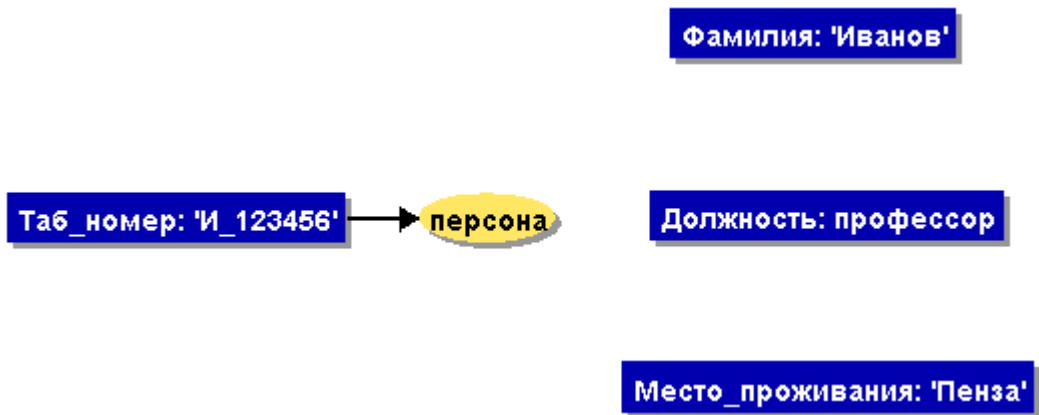 Фамилия: 'Иванов'
Таб_номер: 'И_123456'
персона
Должность: профессор
Место_проживания: 'Пенза'